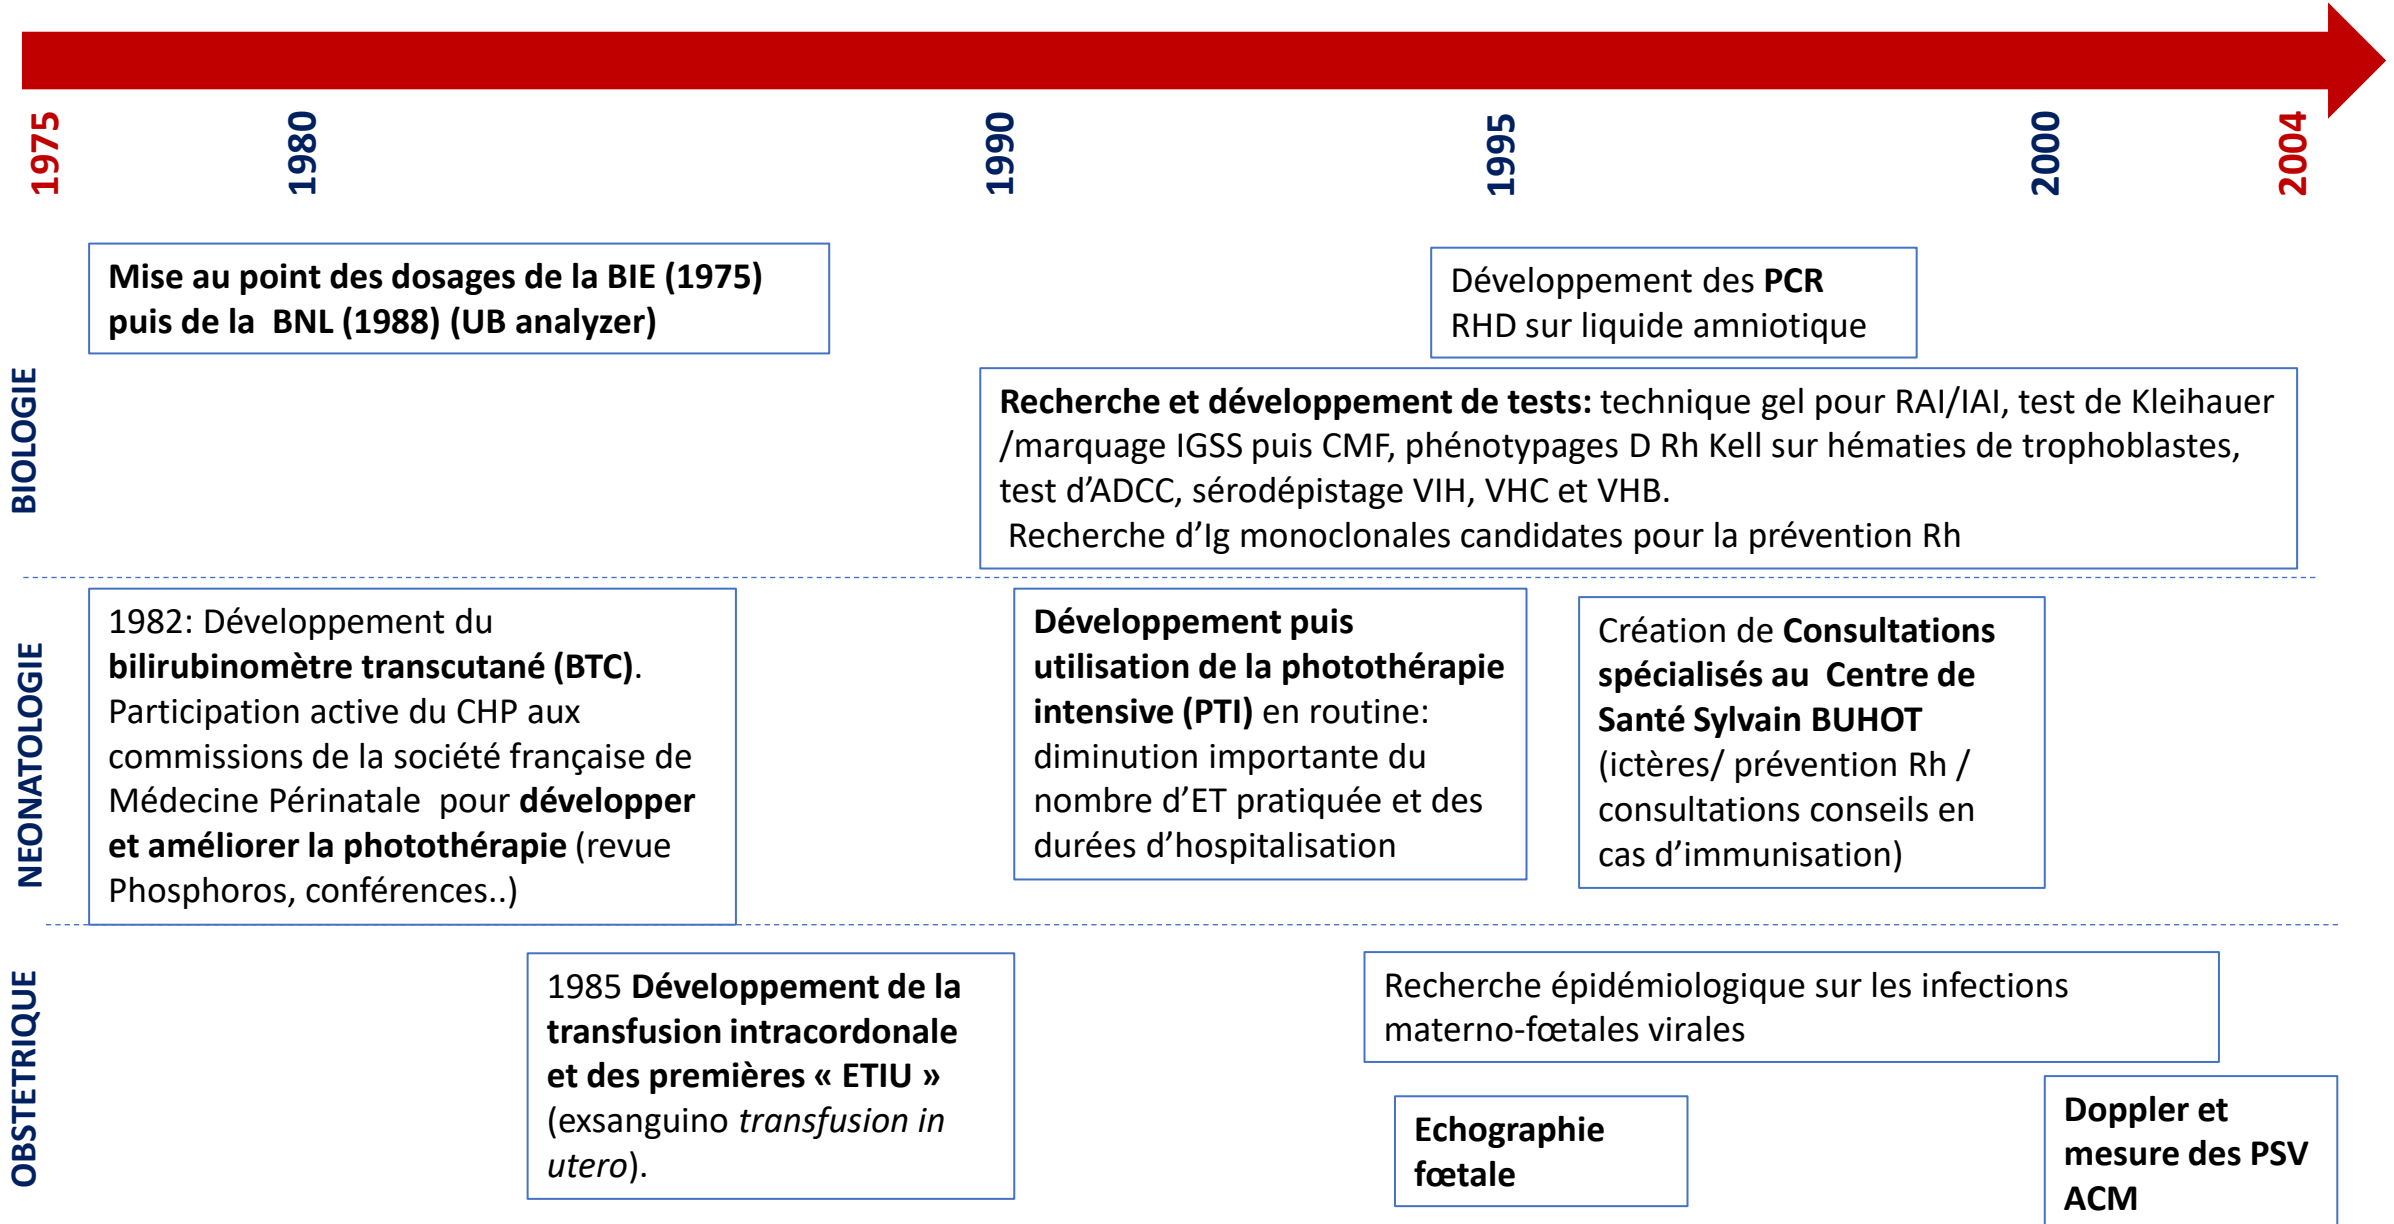 1975
1980
1990
1995
2000
2004
BIOLOGIE
Mise au point des dosages de la BIE (1975)
puis de la  BNL (1988) (UB analyzer)
Développement des PCR
RHD sur liquide amniotique
Recherche et développement de tests: technique gel pour RAI/IAI, test de Kleihauer
/marquage IGSS puis CMF, phénotypages D Rh Kell sur hématies de trophoblastes,
test d’ADCC, sérodépistage VIH, VHC et VHB.
Recherche d’Ig monoclonales candidates pour la prévention Rh
NEONATOLOGIE
1982: Développement du
bilirubinomètre transcutané (BTC).
Participation active du CHP aux
commissions de la société française de
Médecine Périnatale  pour développer
et améliorer la photothérapie (revue
Phosphoros, conférences..)
Développement puis
utilisation de la photothérapie
intensive (PTI) en routine:
diminution importante du
nombre d’ET pratiquée et des
durées d’hospitalisation
Création de Consultations
spécialisés au  Centre de
Santé Sylvain BUHOT
(ictères/ prévention Rh /
consultations conseils en
cas d’immunisation)
OBSTETRIQUE
1985 Développement de la
transfusion intracordonale
et des premières « ETIU »
(exsanguino transfusion in
utero).
Recherche épidémiologique sur les infections
materno-fœtales virales
Echographie
fœtale
Doppler et
mesure des PSV
ACM